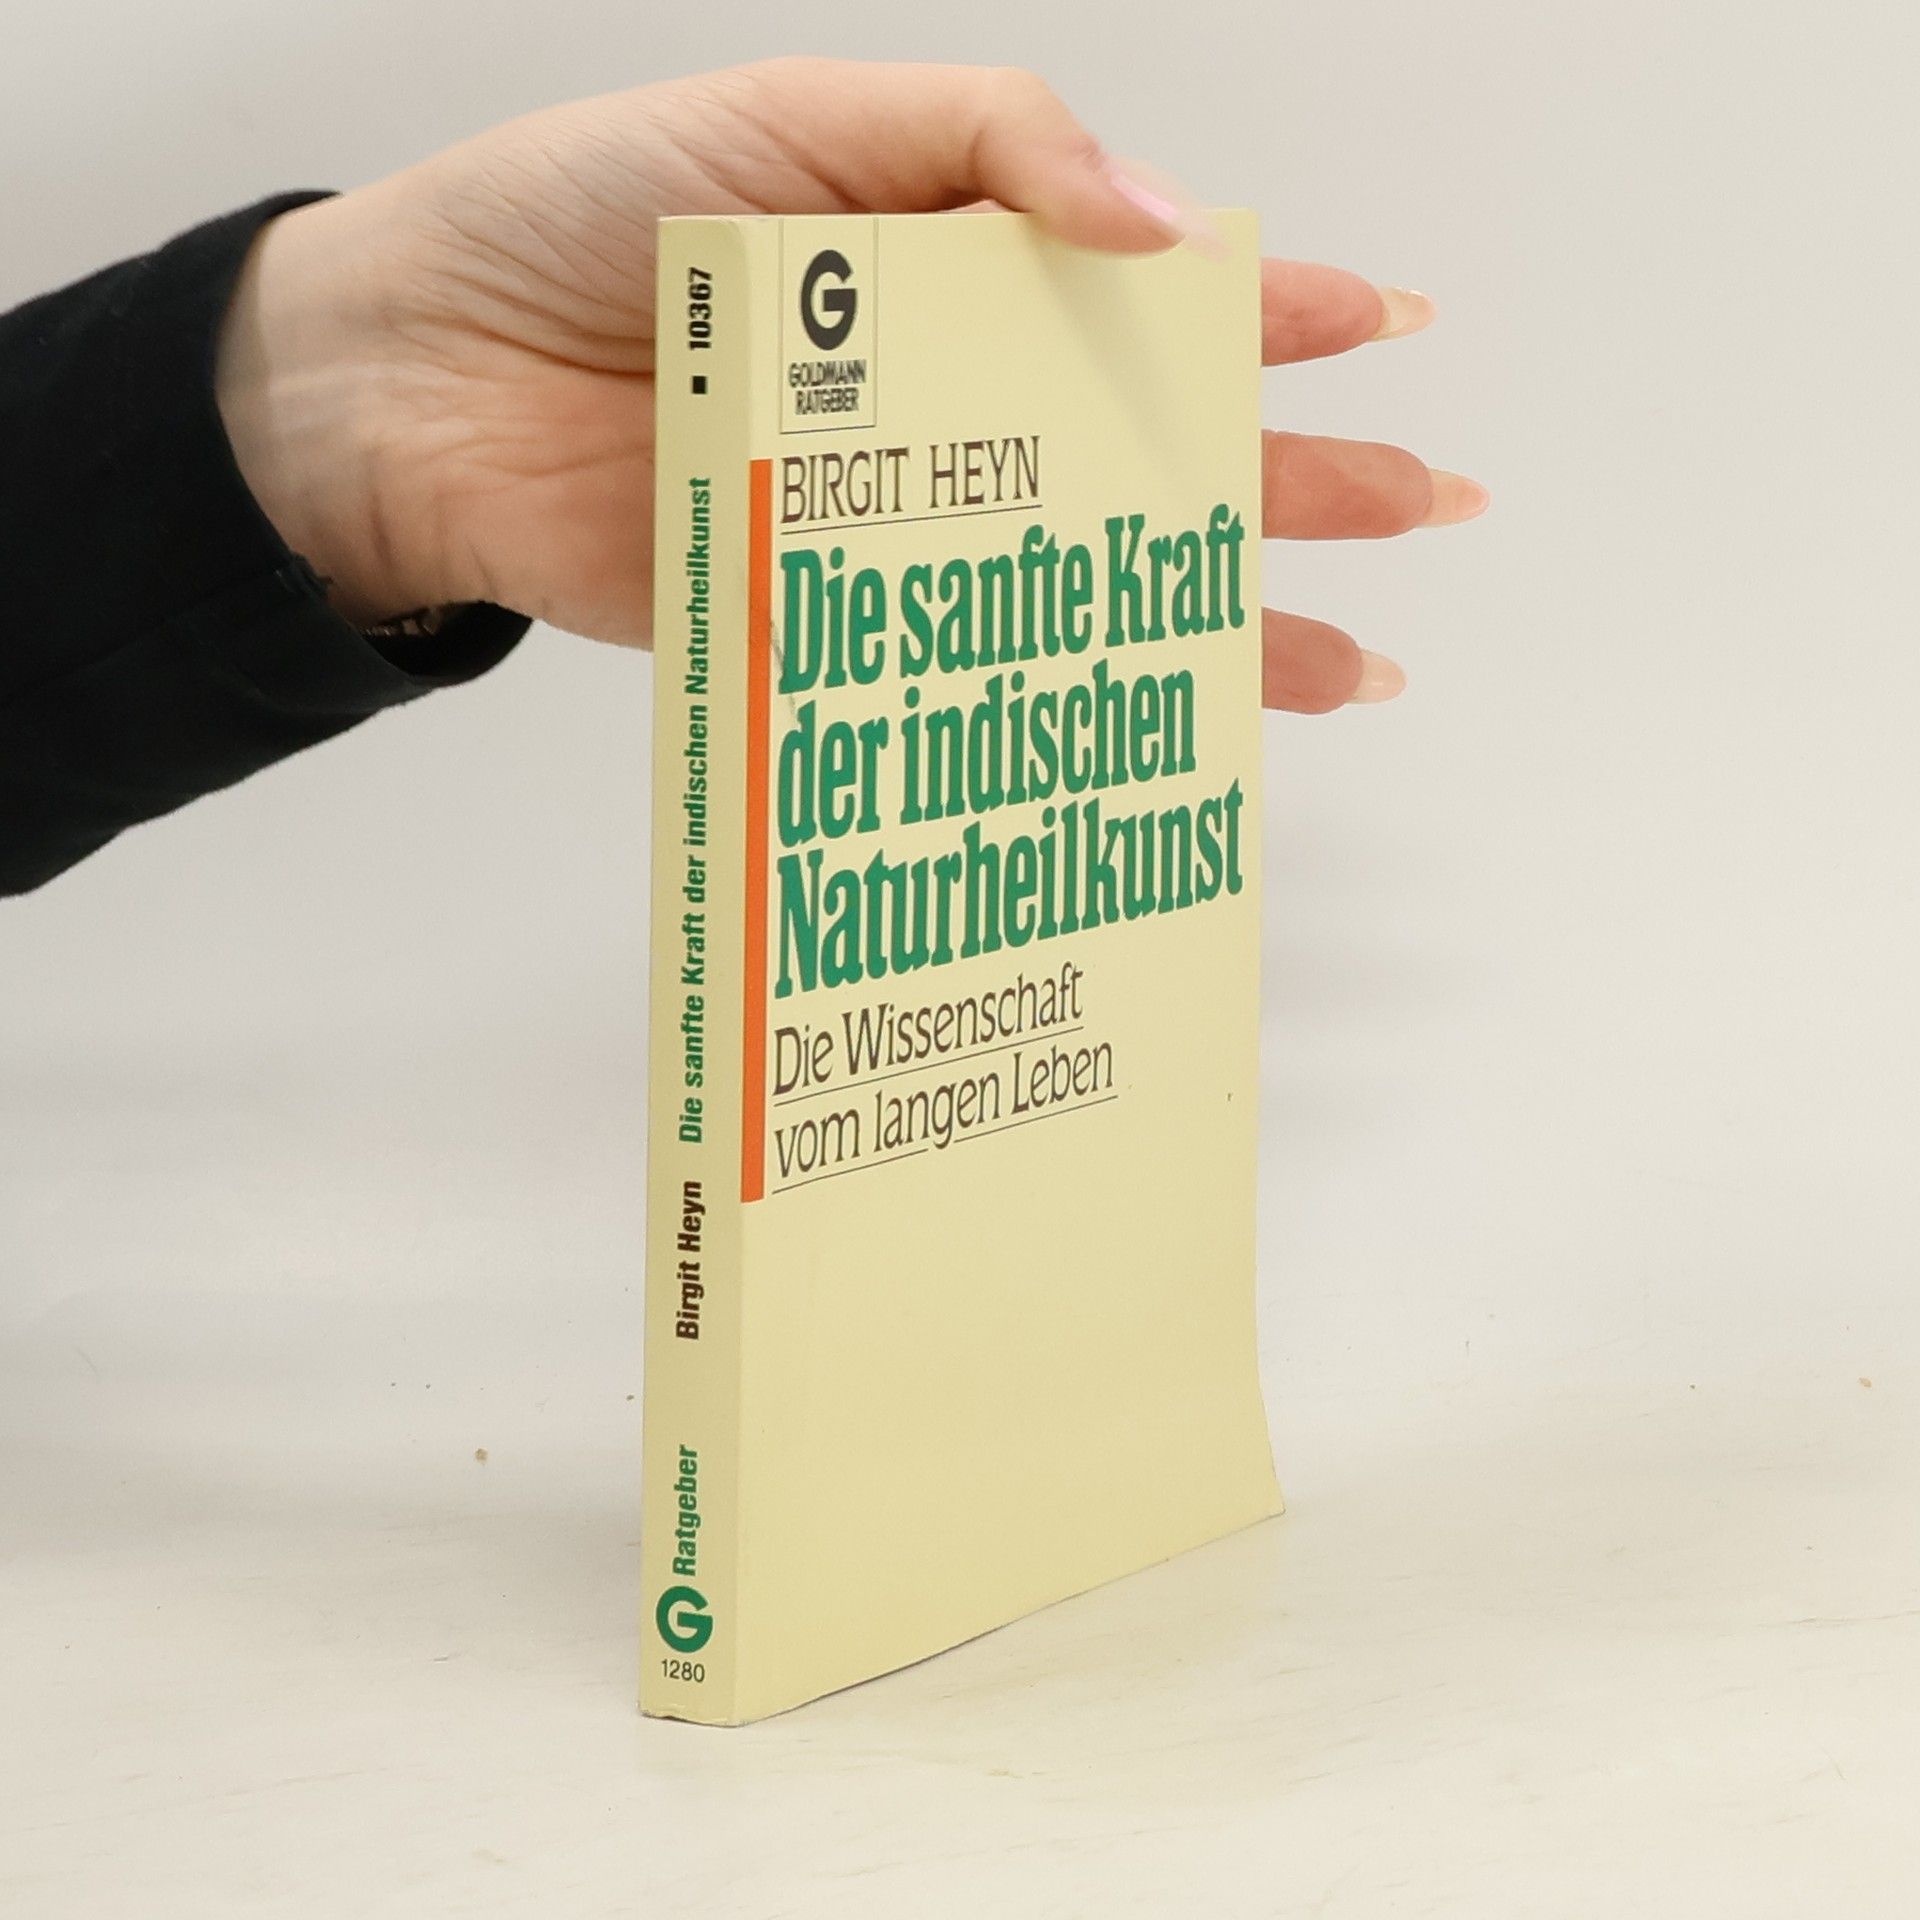 G
GOLDMANN
RATGEBER
BIRGIT HEYN
Die sanfte Kraft
der indischen
Naturheilkunst
Die Wissenschaft
vom langen Leben
G Ratgeber Birgit Heyn Die sanfte Kraft der indischen Naturheilkunst ■ 10367
1280